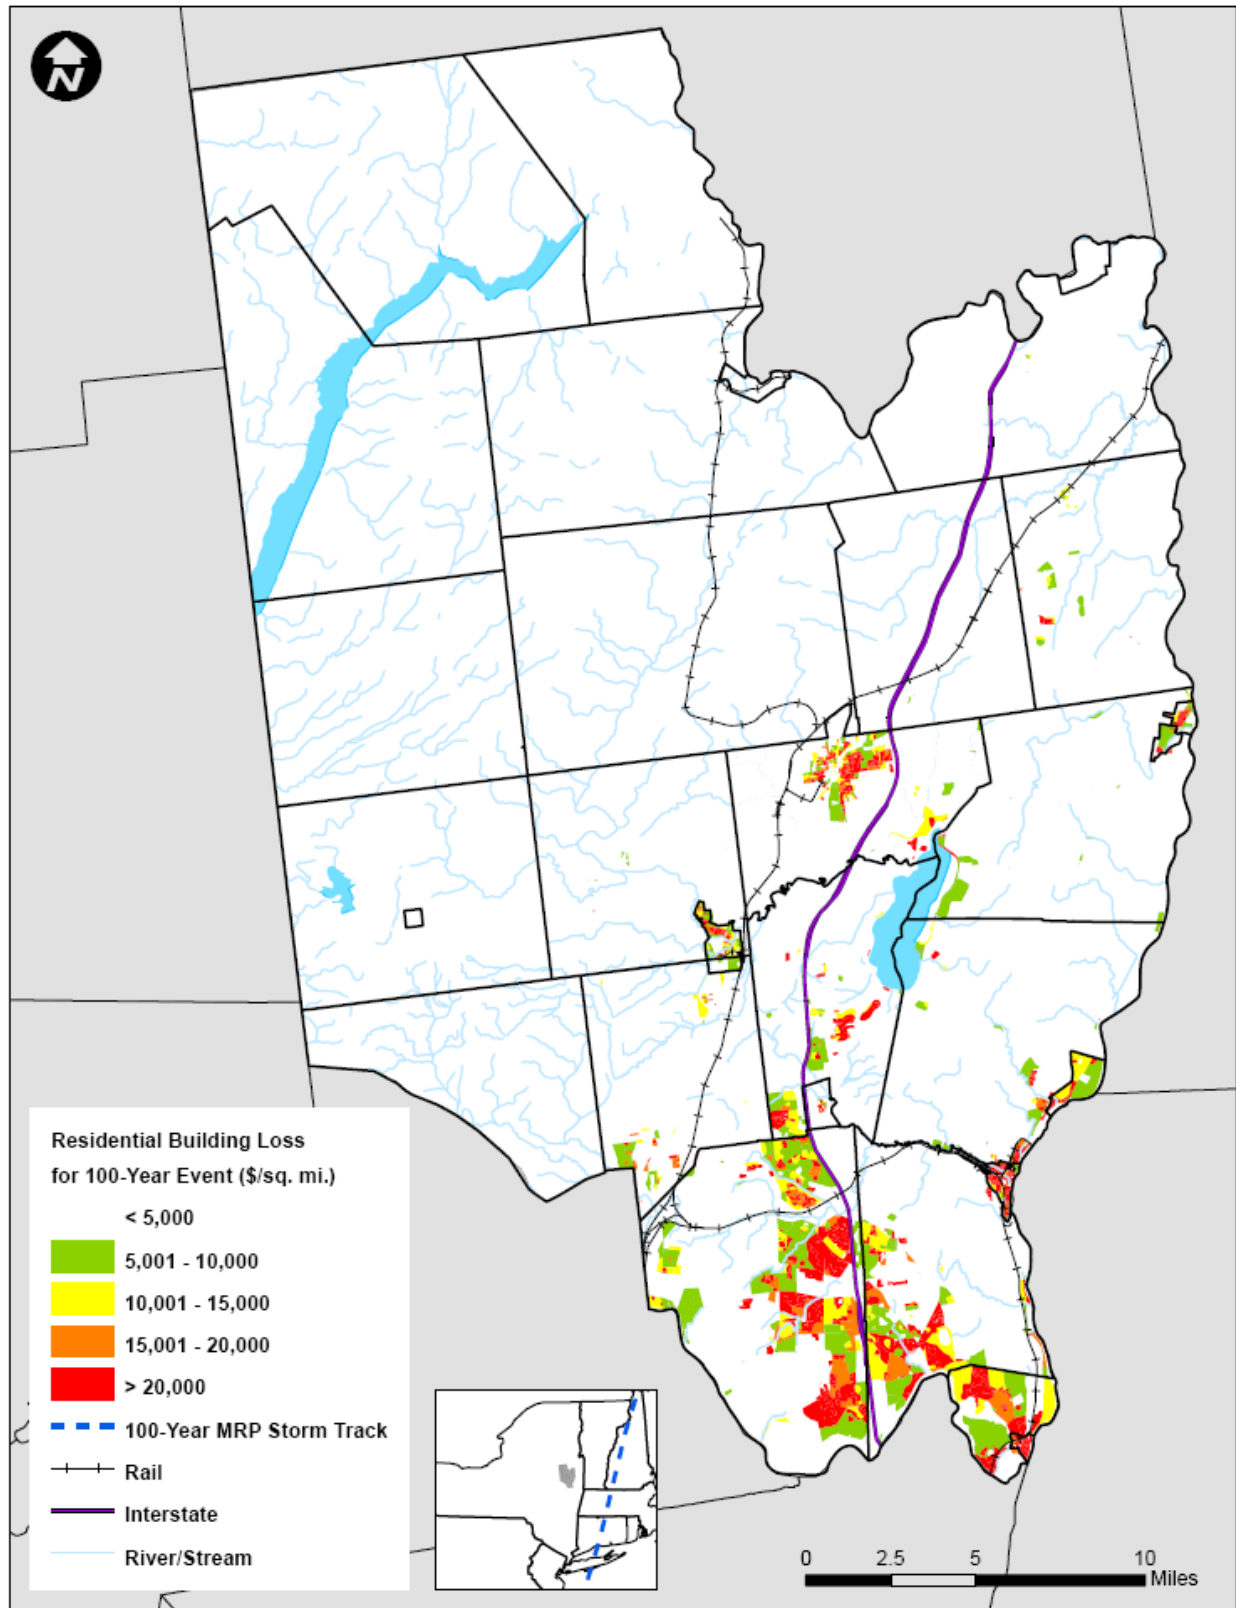 N
Residential Building Loss
for 100-Year Event ($/sq. mi.)
< 5,000
5,001 - 10,000
10,001 - 15,000
15,001 - 20,000
> 20,000
100-Year MRP Storm Track
Rail
Interstate
River/Stream
0 2.5 5 10
Miles